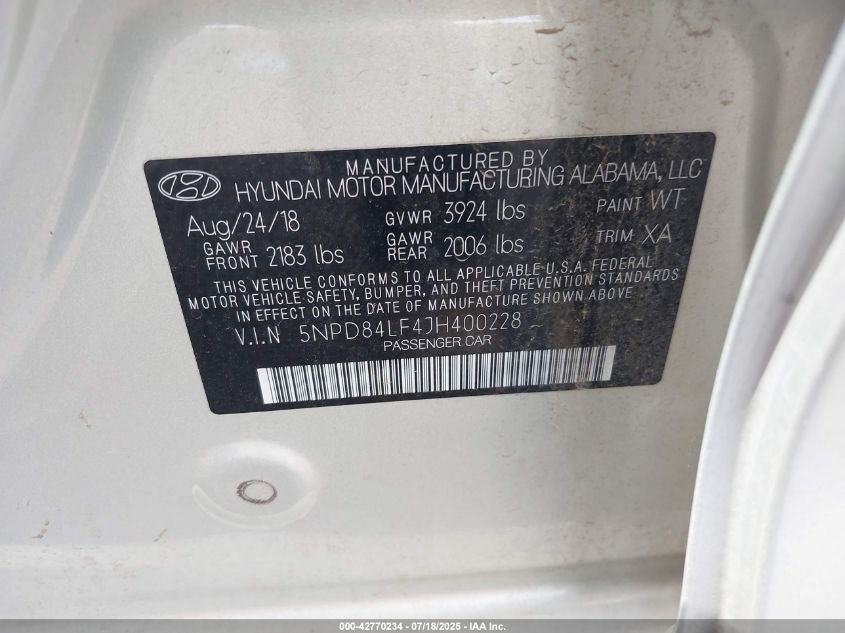 MANUFACTURED BY
HYUNDAI MOTOR MANUFACTURING ALABAMA, LLC
Aug/24/18 GVWR 3924 lbs PAINT WT
GAWR FRONT 2183 lbs GAWR REAR 2006 lbs TRIM XA
THIS VEHICLE CONFORMS TO ALL APPLICABLE U.S.A. FEDERAL
MOTOR VEHICLE SAFETY, BUMPER, AND THEFT PREVENTION STANDARDS
IN EFFECT ON THE DATE OF MANUFACTURE SHOWN ABOVE
V.I.N 5NPD84LF4JH400228
PASSENGER CAR
000-42770234 - 07/18/2025 - IAA Inc.